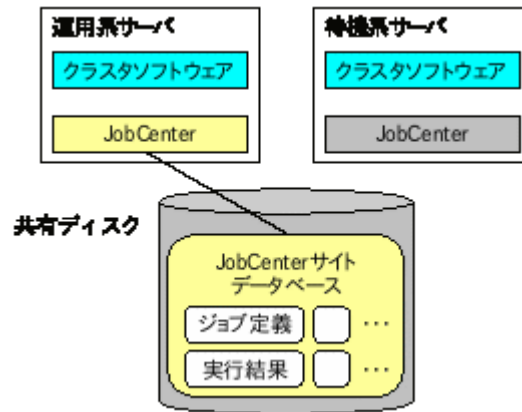 運用系サーバ
クラスタソフトウェア
JobCenter
待機系サーバ
クラスタソフトウェア
JobCenter
共有ディスク
JobCenterサイト
データベース
ジョブ定義 ・・・
実行結果 ・・・